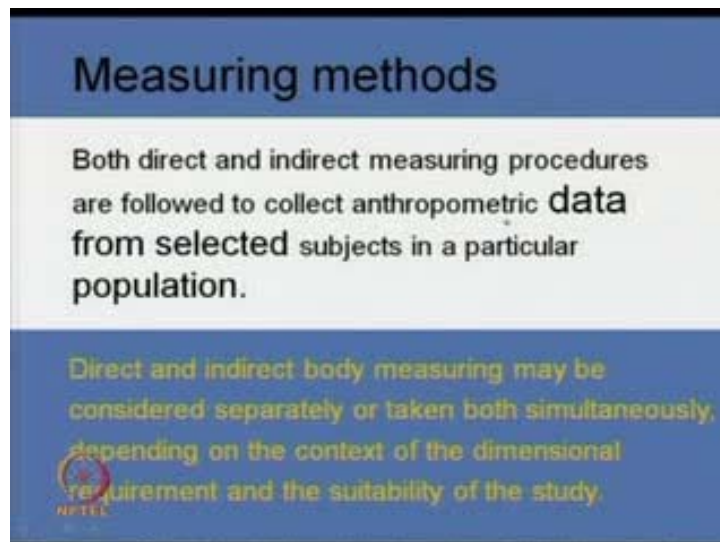 Measuring methods
Both direct and indirect measuring procedures
are followed to collect anthropometric data
from selected subjects in a particular
population.
Direct and indirect body measuring may be
considered separately or taken both simultaneously,
depending on the context of the dimensional
requirement and the suitability of the study.
NPTEL